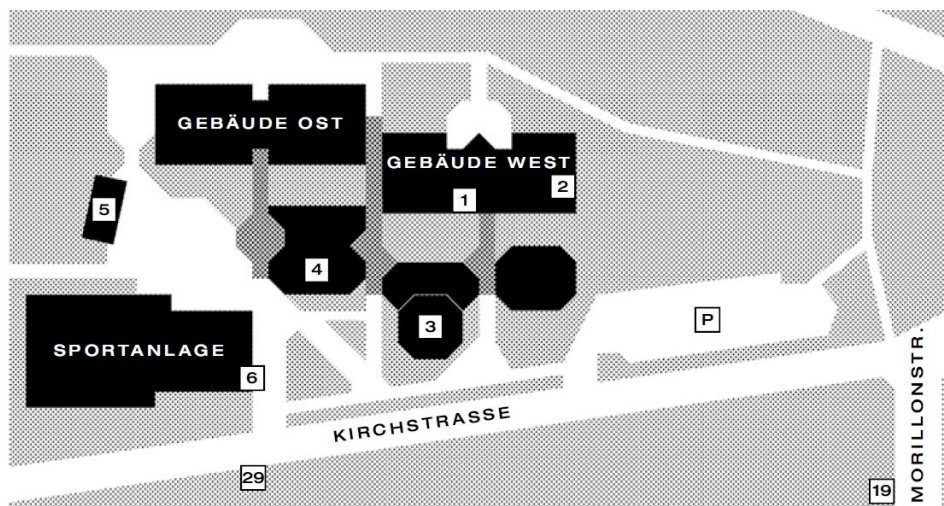 GEBÄUDE OST
GEBÄUDE WEST
2
1
5
4
P
3
SPORTANLAGE
6
KIRCHSTRASSE
MORILLONSTR.
29
19